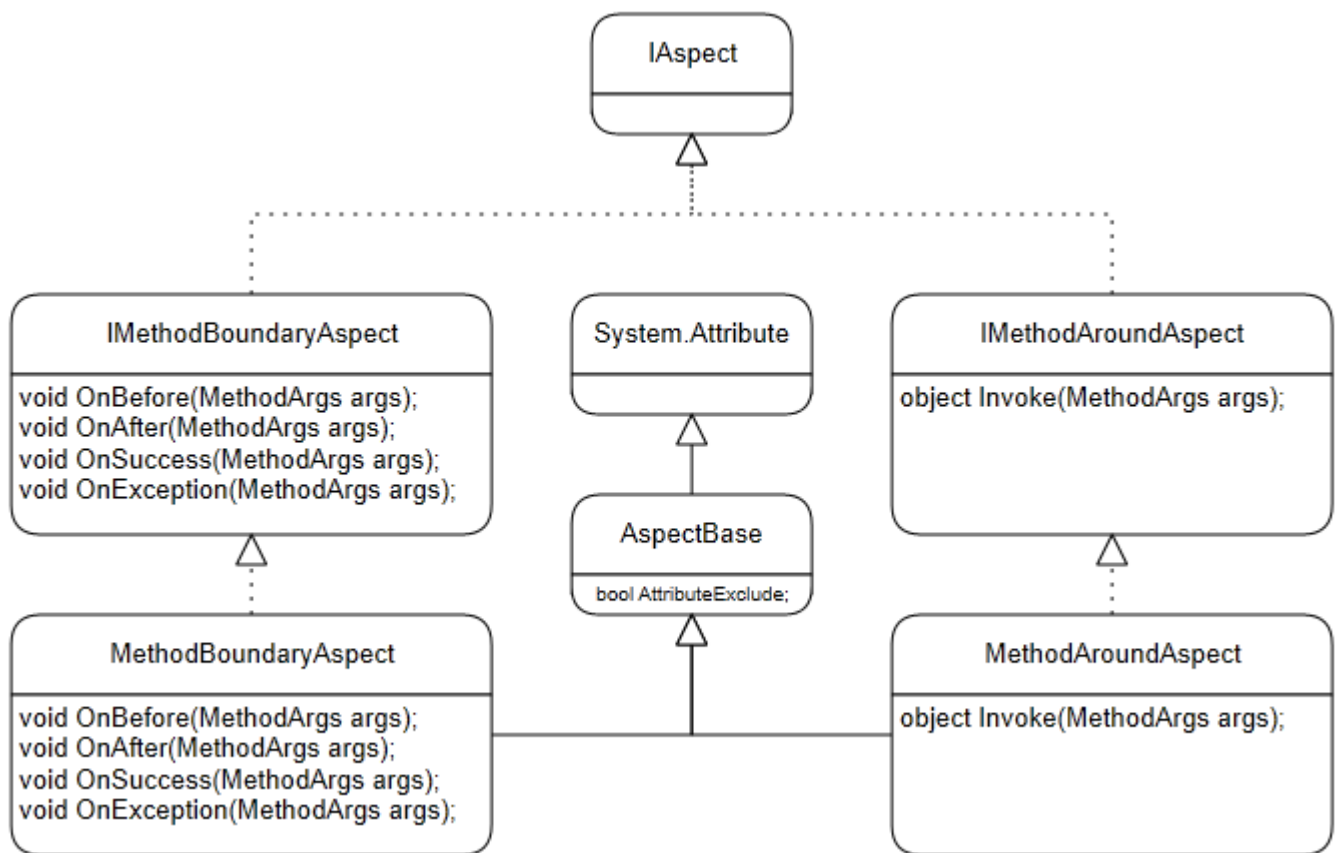 IAspect
IMethodBoundaryAspect
void OnBefore(MethodArgs args);
void OnAfter(MethodArgs args);
void OnSuccess(MethodArgs args);
void OnException(MethodArgs args);
System.Attribute
IMethodAroundAspect
object Invoke(MethodArgs args);
AspectBase
bool AttributeExclude;
MethodBoundaryAspect
void OnBefore(MethodArgs args);
void OnAfter(MethodArgs args);
void OnSuccess(MethodArgs args);
void OnException(MethodArgs args);
MethodAroundAspect
object Invoke(MethodArgs args);